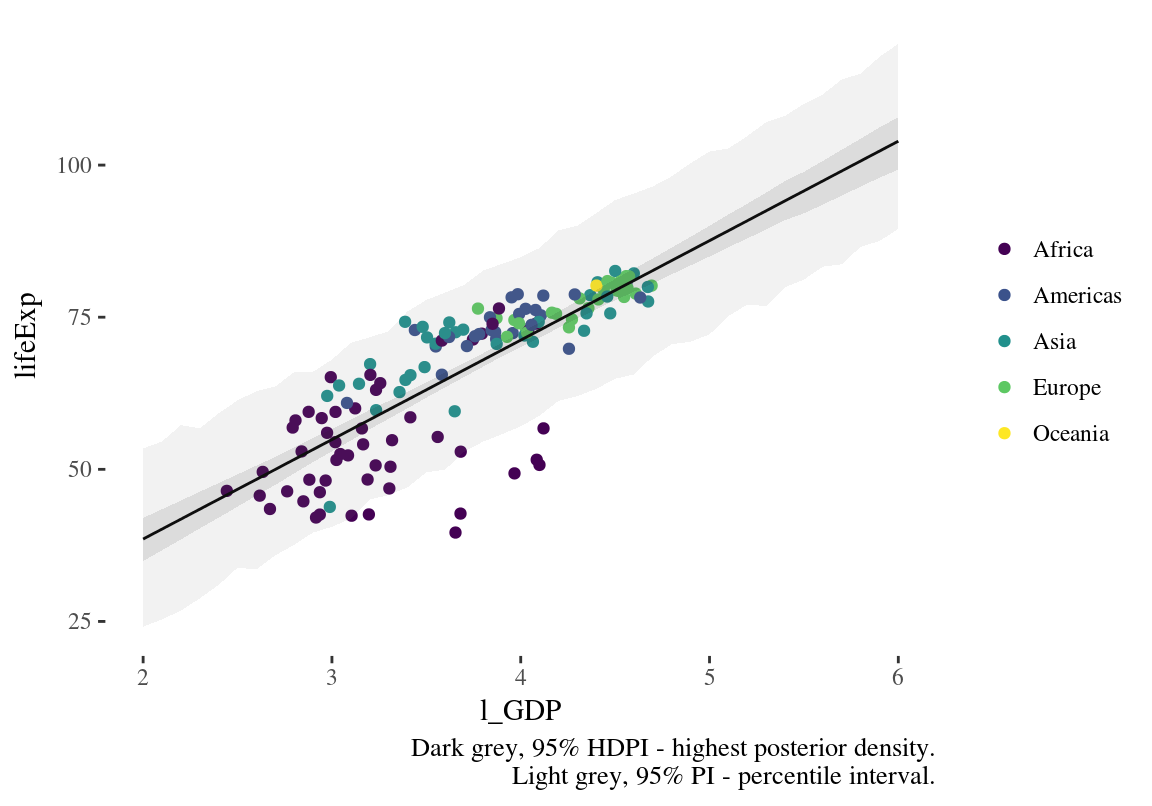 100
75
50
25
lifeExp
2 3 4 5 6
l_GDP
Africa
Americas
Asia
Europe
Oceania
Dark grey, 95% HDPI - highest posterior density.
Light grey, 95% PI - percentile interval.